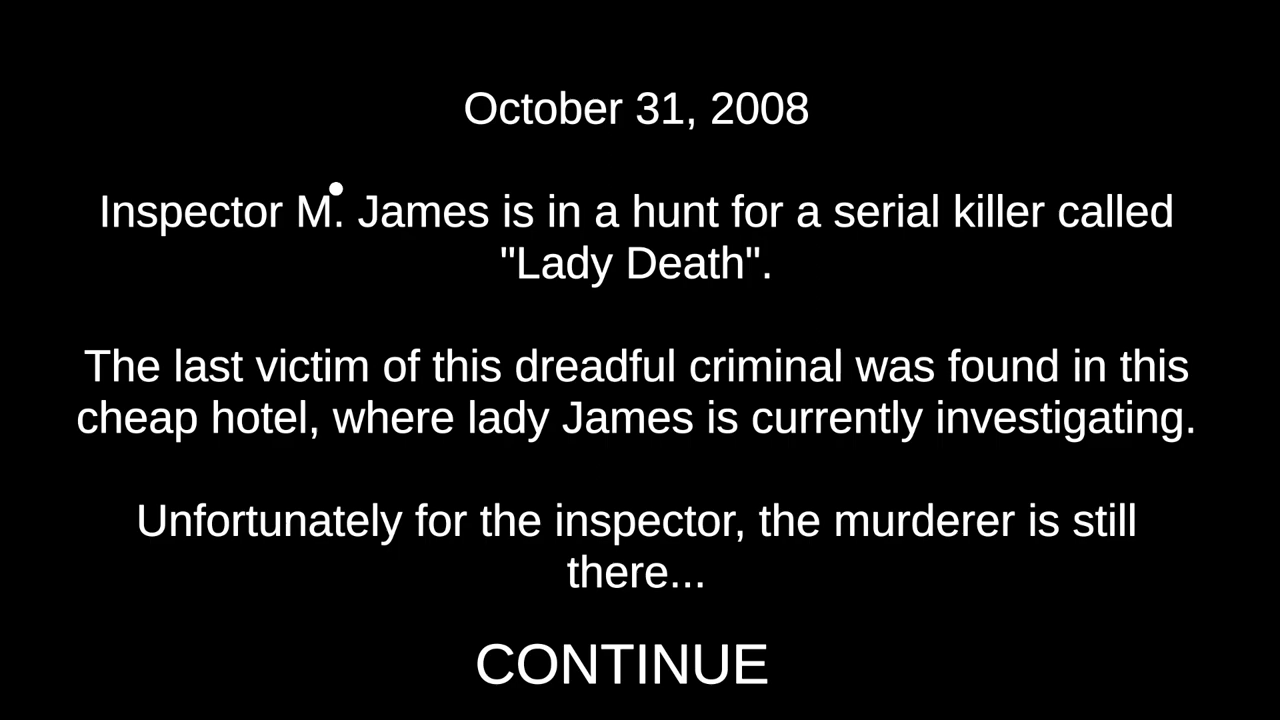 October 31, 2008
Inspector M. James is in a hunt for a serial killer called
"Lady Death".
The last victim of this dreadful criminal was found in this
cheap hotel, where lady James is currently investigating.
Unfortunately for the inspector, the murderer is still
there...
CONTINUE